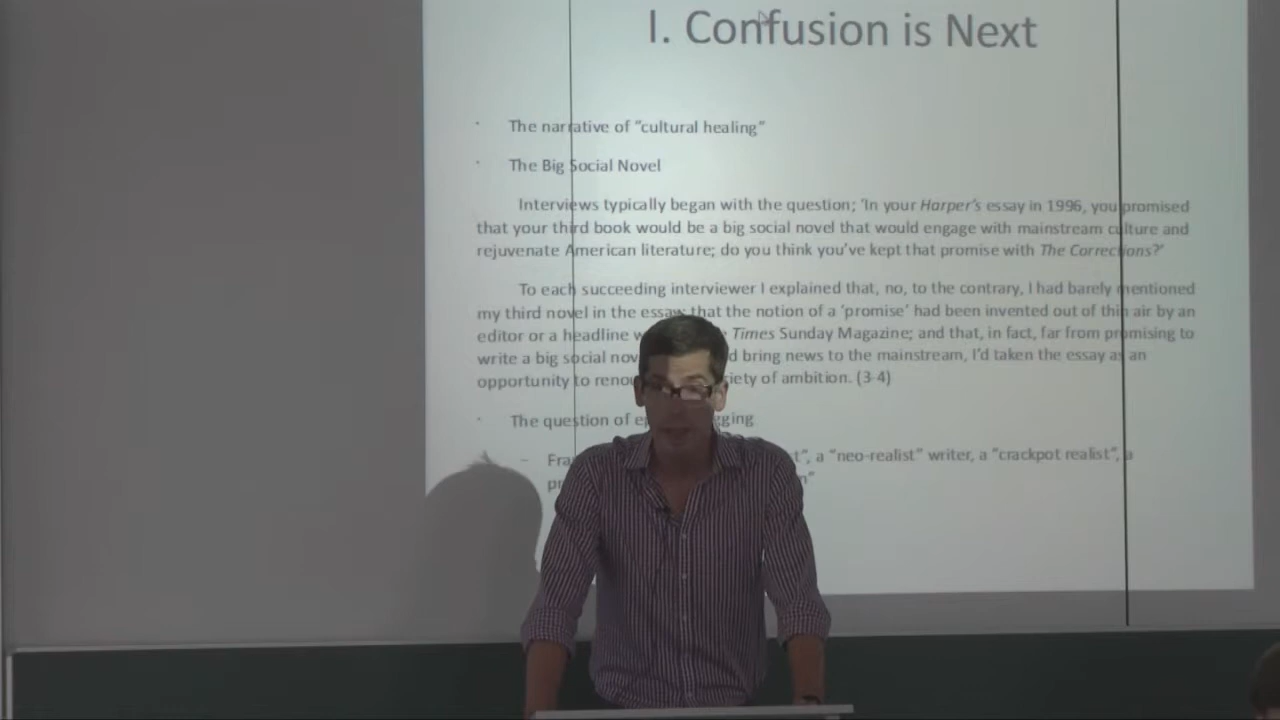 I. Confusion is Next
The narrative of "cultural healing"
The Big Social Novel
Interviews typically began with the question; 'In your Harper's essay in 1996, you promised
that your third book would be a big social novel that would engage with mainstream culture and
rejuvenate American literature; do you think you've kept that promise with The Corrections?'
To each succeeding interviewer I explained that, no, to the contrary, I had barely mentioned
my third novel in the essay; that the notion of a 'promise' had been invented out of thin air by an
editor or a headline Times Sunday Magazine; and that, in fact, far from promising to
write a big social bring news to the mainstream, I'd taken the essay as an
opportunity to variety of ambition. (3-4)
The question of
– a "neo-realist" writer, a "crackpot realist", a